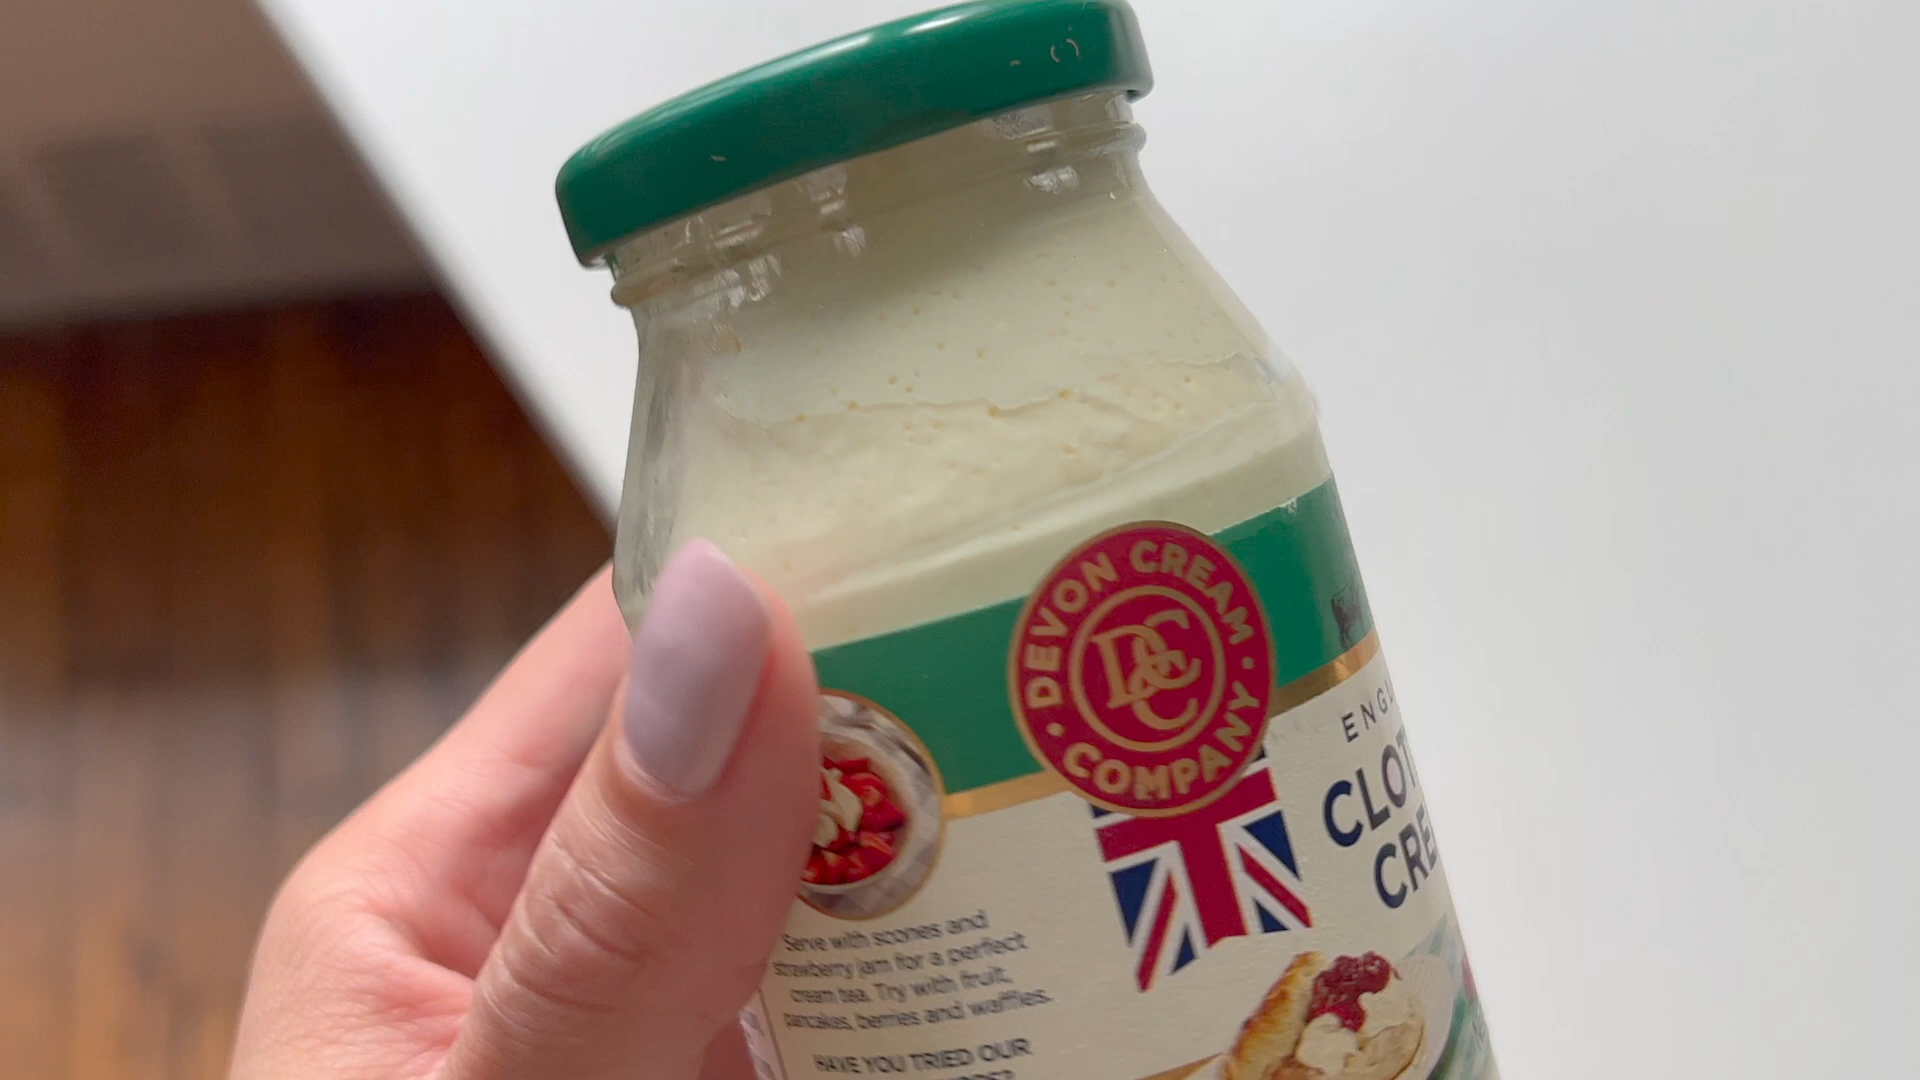 DEVON CREAM
DCC
COMPANY
Serve with scones and
strawberry jam for a perfect
cream tea. Try with fruit,
pancakes, berries and waffles.
HAVE YOU TRIED OUR
ENGL
CLOT
CRE